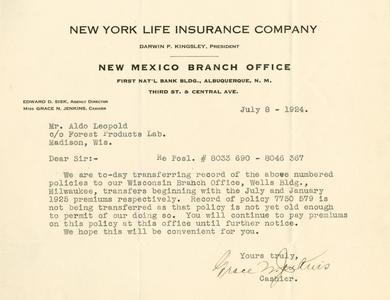 NEW YORK LIFE INSURANCE COMPANY
DARWIN P. KINGSLEY, PRESIDENT
NEW MEXICO BRANCH OFFICE
FIRST NAT'L BANK BLDG., ALBUQUERQUE, N. M.
THIRD ST. & CENTRAL AVE.
EDWARD D. SISK, AGENCY DIRECTOR
MISS GRACE N. JENKINS, CASHIER
July 8 - 1924.
Mr. Aldo Leopold
c/o Forest Products Lab.
Madison, Wis.
Dear Sir:- Re Posl. # 8033 690 - 8046 367
We are to-day transferring record of the above numbered
policies to our Wisconsin Branch Office, Wells Bldg.,
Milwaukee, transfers beginning with the July and January
1925 premiums respectively. Record of policy 7750 579 is
not being transferred as that policy is not yet old enough
to permit of our doing so. You will continue to pay premiums
on this policy at this office until further notice.
We hope this will be convenient for you.
Yours truly,
Grace N. Jenkins
Cashier.